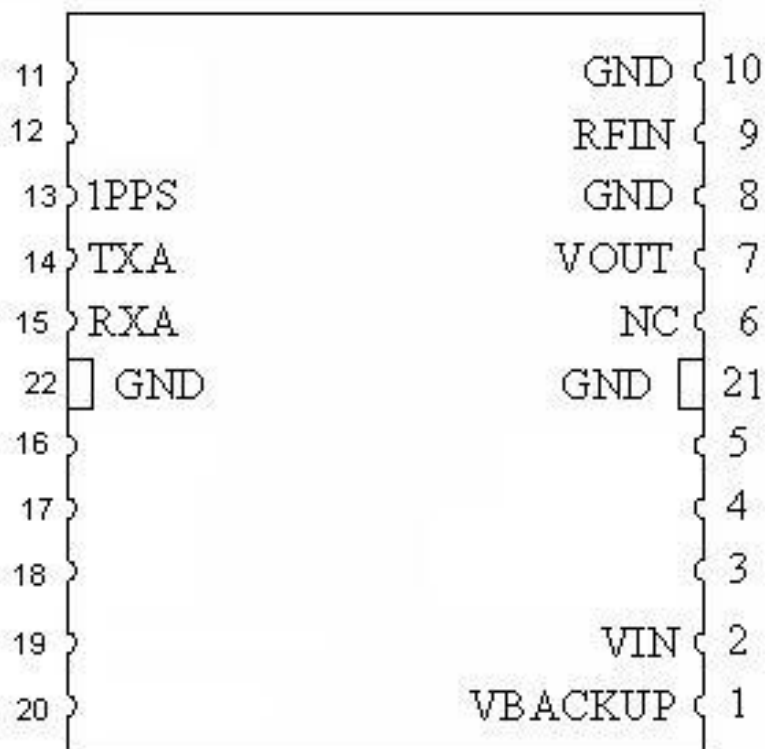 11 GND 10
12 RFIN 9
13 1PPS GND 8
14 TXA VOUT 7
15 RXA NC 6
22 GND GND 21
16 5
17 4
18 3
19 VIN 2
20 VBACKUP 1